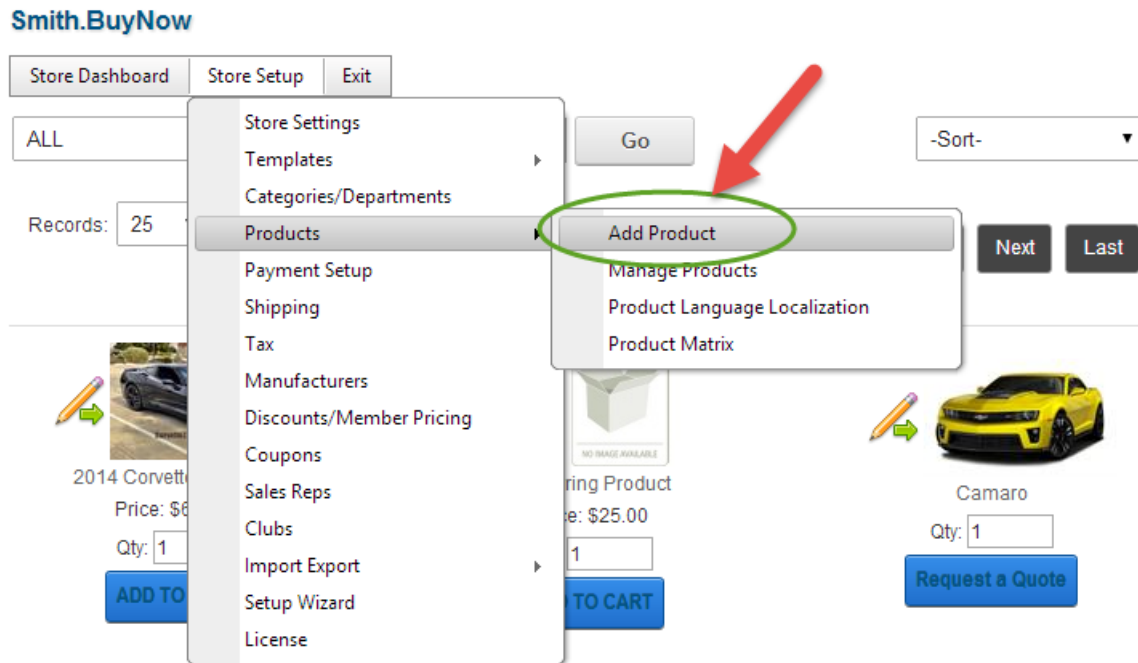 Smith.BuyNow
Store Dashboard Store Setup Exit
ALL Go -Sort-
Store Settings
Templates
Categories/Departments
Records: 25
Products
Add Product
Next Last
Payment Setup
Manage Products
Shipping
Product Language Localization
Tax
Product Matrix
Manufacturers
Discounts/Member Pricing
Coupons
Sales Reps
Clubs
Import Export
Setup Wizard
License
2014 Corvett
Price: $6
Qty: 1
ADD TO
NO IMAGE AVAILABLE
ring Product
e: $25.00
1
TO CART
Camaro
Qty: 1
Request a Quote